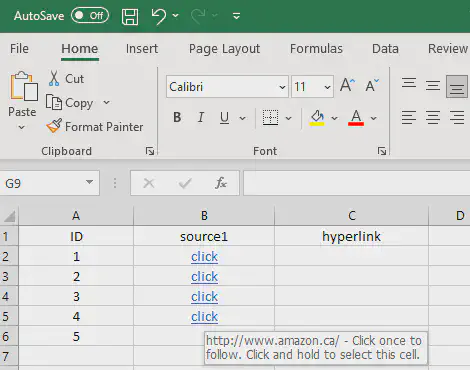 AutoSave Off
File Home Insert Page Layout Formulas Data Review
Paste
Cut
Copy
Format Painter
Calibri 11 A A
B I U A
Clipboard Font
G9 fx
A B C D
1 ID source1 hyperlink
2 1 click
3 2 click
4 3 click
5 4 click
6 5
http://www.amazon.ca/ - Click once to
follow. Click and hold to select this cell.
7